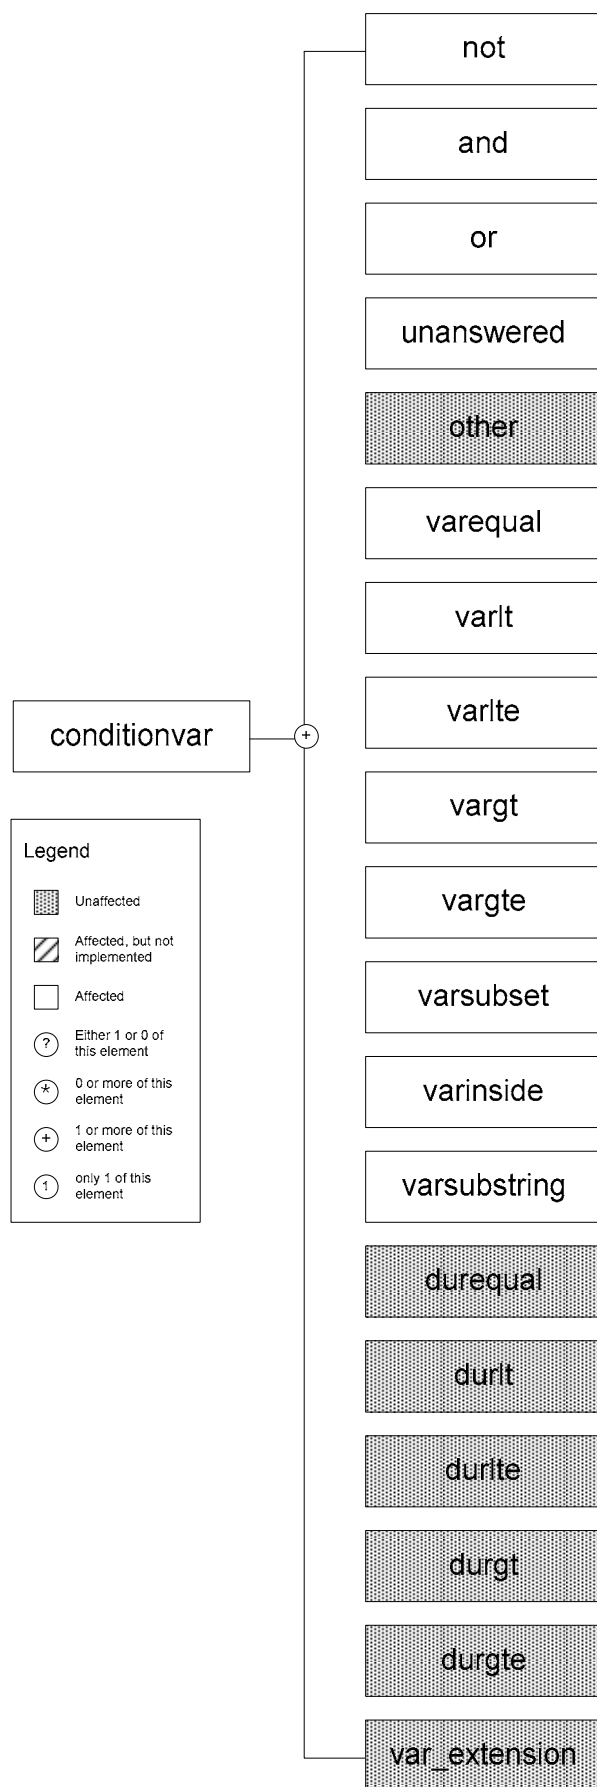 not
and
or
unanswered
other
varequal
varlt
varlte
conditionvar
+
vargt
vargte
varsubset
varinside
varsubstring
durequal
durlt
durlte
durgt
durgte
var_extension
Legend
Unaffected
Affected, but not
implemented
Affected
?
Either 1 or 0 of
this element
*
0 or more of this
element
+
1 or more of this
element
1
only 1 of this
element